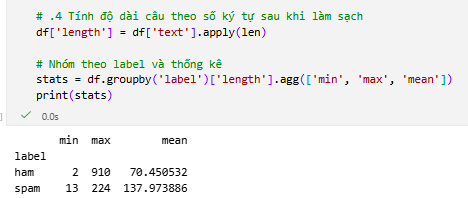 # .4 Tính độ dài câu theo số ký tự sau khi làm sạch
df['length'] = df['text'].apply(len)
# Nhóm theo label và thống kê
stats = df.groupby('label')['length'].agg(['min', 'max', 'mean'])
print(stats)
0.0s
min max mean
label
ham 2 910 70.450532
spam 13 224 137.973886